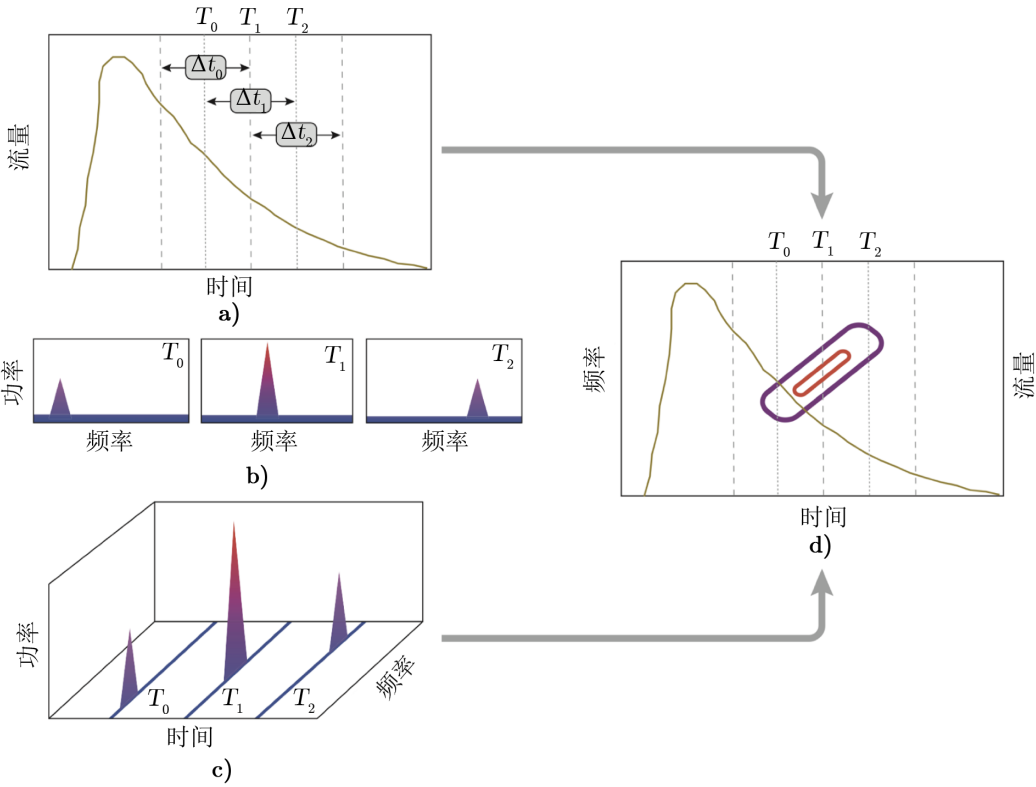 T₀ T₁ T₂
Δt₀
Δt₁
Δt₂
流量
时间
a)
功率
T₀
T₁
T₂
频率
频率
频率
b)
功率
T₀
T₁
T₂
频率
时间
c)
T₀ T₁ T₂
频率
流量
时间
d)